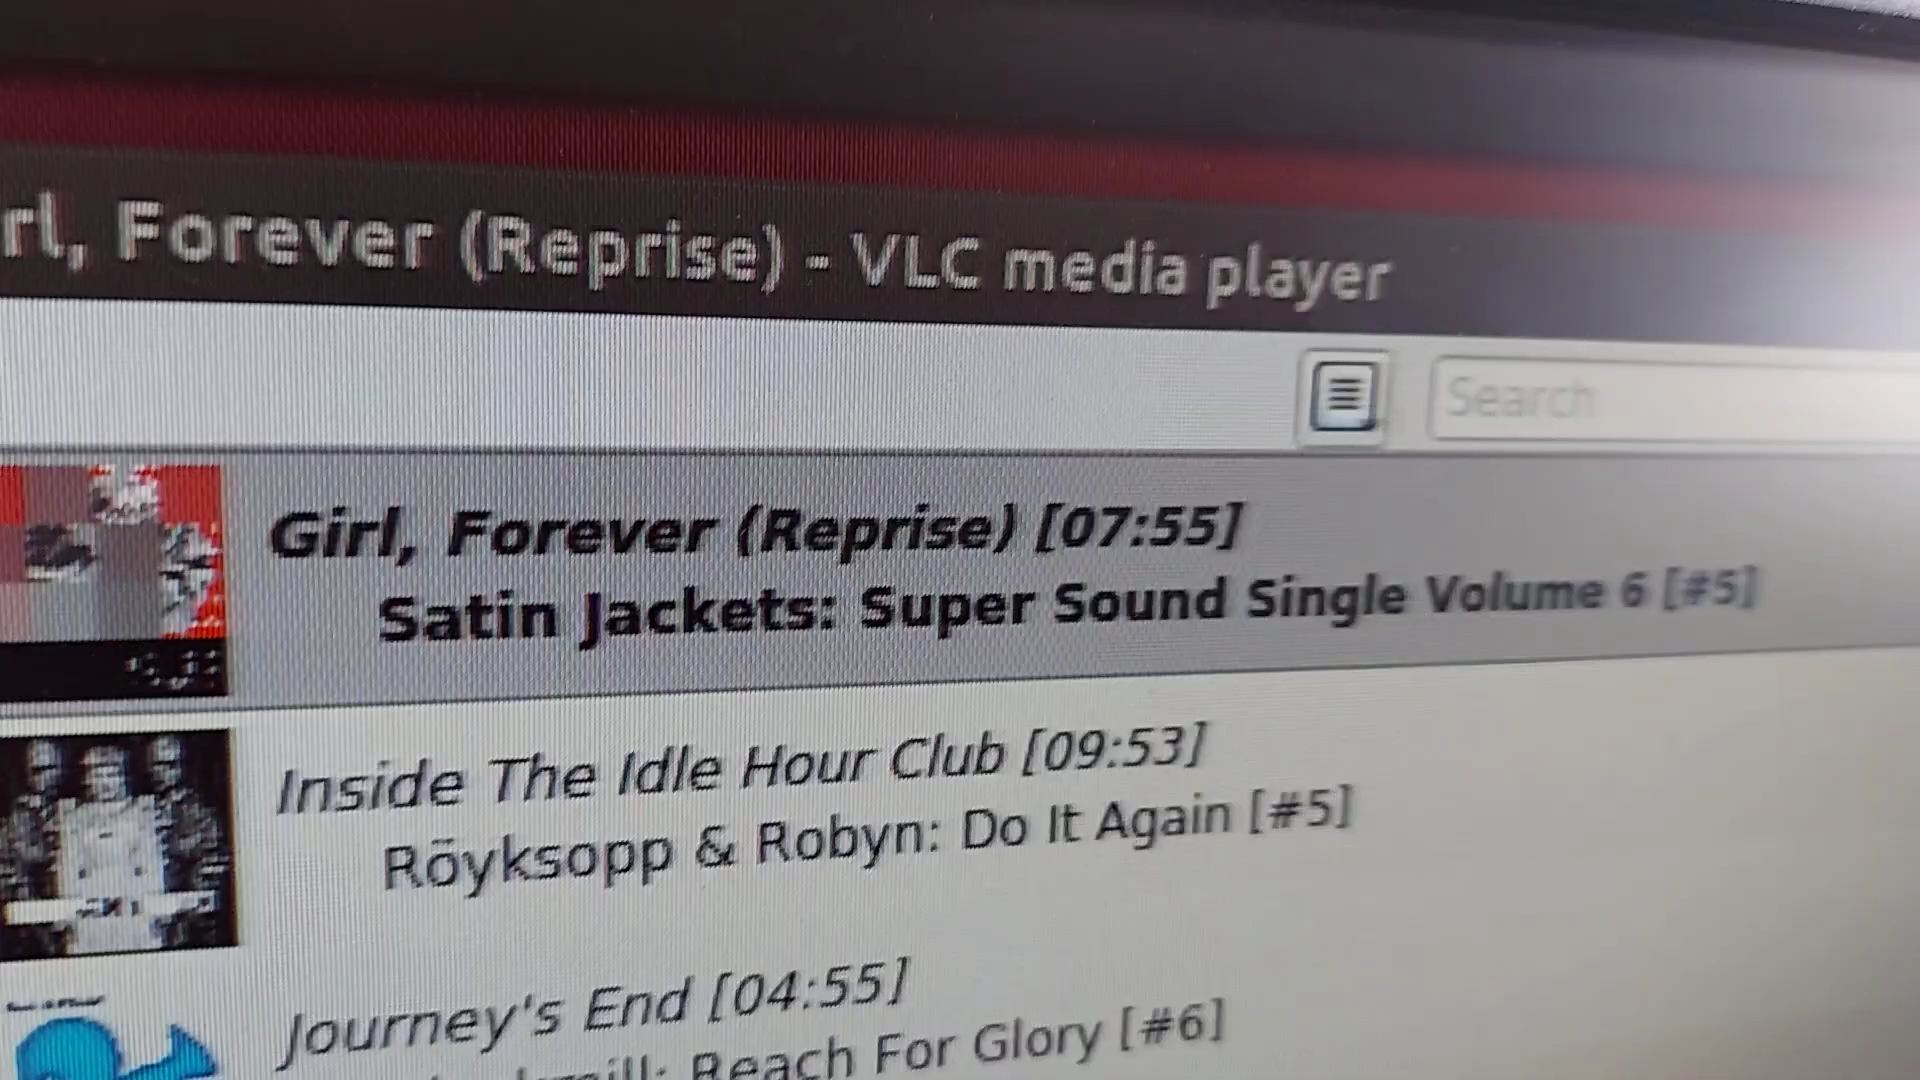 rl, Forever (Reprise) - VLC media player
Search
Girl, Forever (Reprise) [07:55]
Satin Jackets: Super Sound Single Volume 6 [#5]
Inside The Idle Hour Club [09:53]
Röyksopp & Robyn: Do It Again [#5]
Journey's End [04:55]
Reach For Glory [#6]